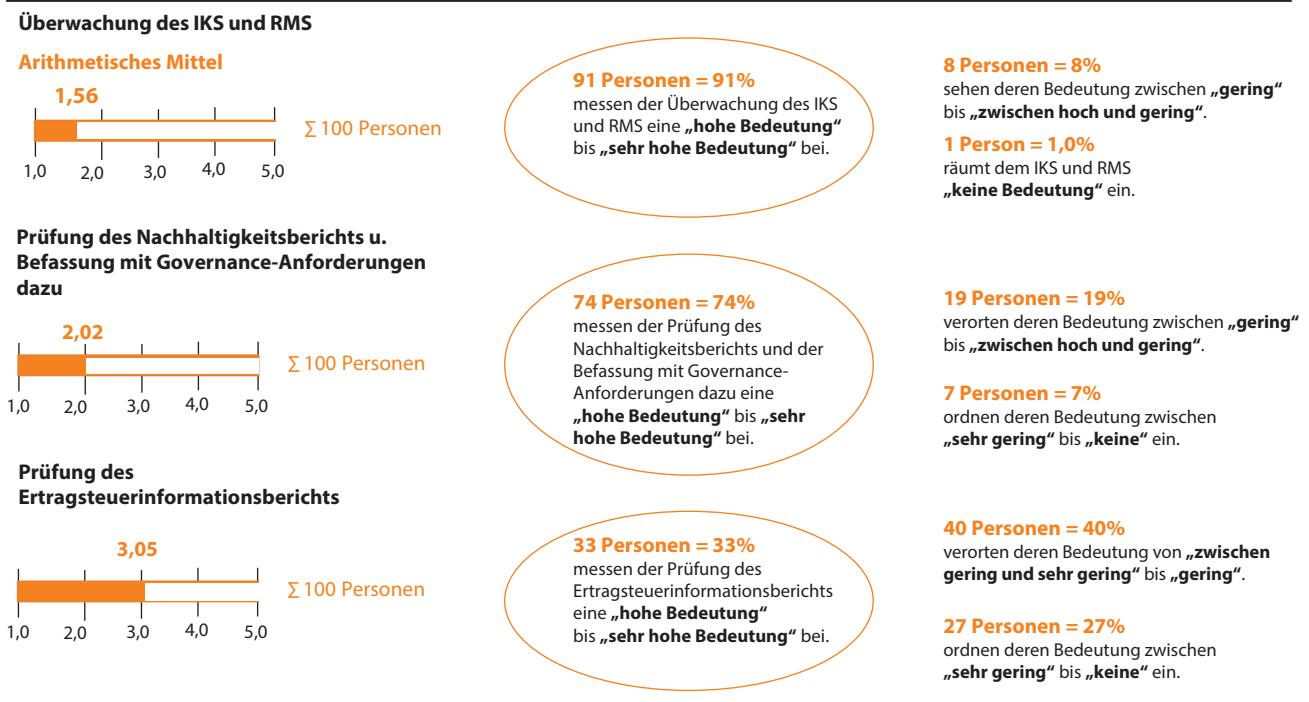 Überwachung des IKS und RMS
Arithmetisches Mittel
1,56
∑ 100 Personen
1,0 2,0 3,0 4,0 5,0
91 Personen = 91%
messen der Überwachung des IKS
und RMS eine „hohe Bedeutung“
bis „sehr hohe Bedeutung“ bei.
8 Personen = 8%
sehen deren Bedeutung zwischen „gering“
bis „zwischen hoch und gering“.
1 Person = 1,0%
räumt dem IKS und RMS
„keine Bedeutung“ ein.
Prüfung des Nachhaltigkeitsberichts u.
Befassung mit Governance-Anforderungen
dazu
2,02
∑ 100 Personen
1,0 2,0 3,0 4,0 5,0
74 Personen = 74%
messen der Prüfung des
Nachhaltigkeitsberichts und der
Befassung mit Governance-
Anforderungen dazu eine
„hohe Bedeutung“ bis „sehr
hohe Bedeutung“ bei.
19 Personen = 19%
verorten deren Bedeutung zwischen „gering“
bis „zwischen hoch und gering“.
7 Personen = 7%
ordnen deren Bedeutung zwischen
„sehr gering“ bis „keine“ ein.
Prüfung des
Ertragsteuerinformationsberichts
3,05
∑ 100 Personen
1,0 2,0 3,0 4,0 5,0
33 Personen = 33%
messen der Prüfung des
Ertragsteuerinformationsberichts
eine „hohe Bedeutung“
bis „sehr hohe Bedeutung“ bei.
40 Personen = 40%
verorten deren Bedeutung von „zwischen
gering und sehr gering“ bis „gering“.
27 Personen = 27%
ordnen deren Bedeutung zwischen
„sehr gering“ bis „keine“ ein.